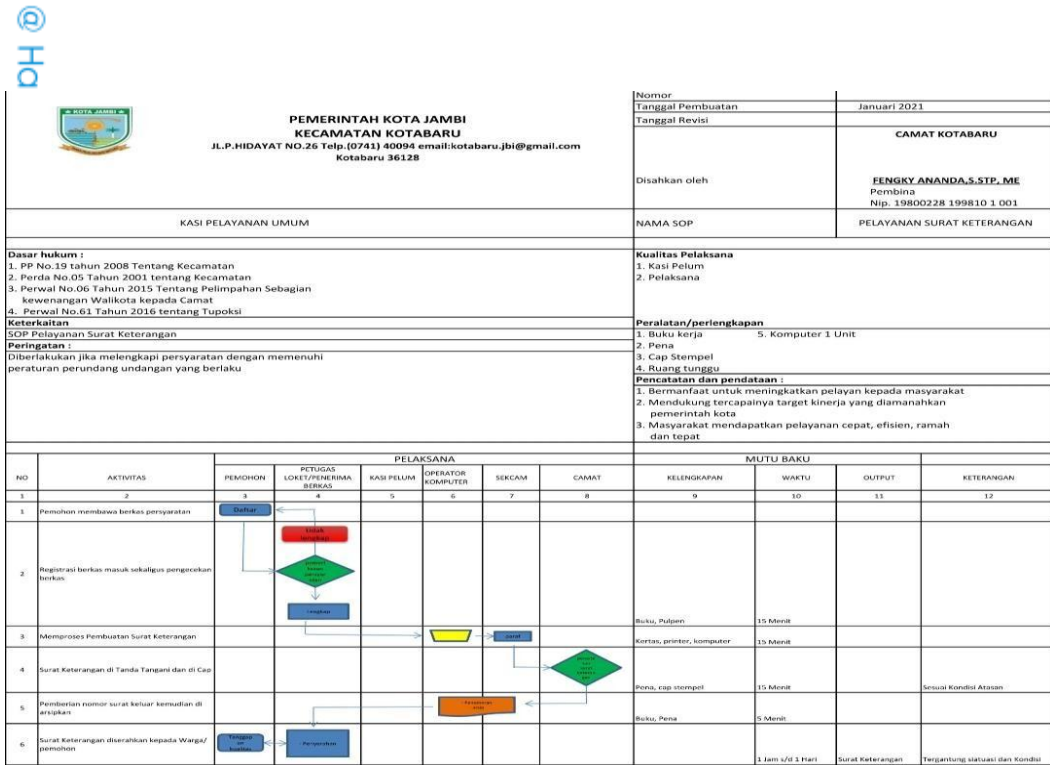 @ Ha
KOTA JAMBI
PEMERINTAH KOTA JAMBI
KECAMATAN KOTABARU
JL.P.HIDAYAT NO.26 Telp.(0741) 40094 email:kotabaru.jbi@gmail.com
Kotabaru 36128
Nomor
Tanggal Pembuatan Januari 2021
Tanggal Revisi
CAMAT KOTABARU
Disahkan oleh FENGKY ANANDA,S.STP, ME
Pembina
Nip. 19800228 199810 1 001
KASI PELAYANAN UMUM NAMA SOP PELAYANAN SURAT KETERANGAN
Dasar hukum :
1. PP No.19 tahun 2008 Tentang Kecamatan
2. Perda No.05 Tahun 2001 tentang Kecamatan
3. Perwal No.06 Tahun 2015 Tentang Pelimpahan Sebagian
kewenangan Walikota kepada Camat
4. Perwal No.61 Tahun 2016 tentang Tupoksi
Kualitas Pelaksana
1. Kasi Pelum
2. Pelaksana
Keterkaitan
SOP Pelayanan Surat Keterangan
Peringatan :
Diberlakukan jika melengkapi persyaratan dengan memenuhi
peraturan perundang undangan yang berlaku
Peralatan/perlengkapan
1. Buku kerja 5. Komputer 1 Unit
2. Pena
3. Cap Stempel
4. Ruang tunggu
Pencatatan dan pendataan :
1. Bermanfaat untuk meningkatkan pelayan kepada masyarakat
2. Mendukung tercapainya target kinerja yang diamanahkan
pemerintah kota
3. Masyarakat mendapatkan pelayanan cepat, efisien, ramah
dan tepat
PELAKSANA MUTU BAKU
NO AKTIVITAS PEMOHON PETUGAS LOKET/PENERIMA BERKAS KASI PELUM OPERATOR KOMPUTER SEKCAM CAMAT KELENGKAPAN WAKTU OUTPUT KETERANGAN
1 2 3 4 5 6 7 8 9 10 11 12
1 Pemohon membawa berkas persyaratan Daftar
tidak lengkap
2 Registrasi berkas masuk sekaligus pengecekan
berkas
Lengkap
Buku, Pulpen 15 Menit
3 Memproses Pembuatan Surat Keterangan paraf Kertas, printer, komputer 15 Menit
4 Surat Keterangan di Tanda Tangani dan di Cap Pena, cap stempel 15 Menit Sesuai Kondisi Atasan
5 Pemberian nomor surat keluar kemudian di
arsipkan
Buku, Pena 5 Menit
6 Surat Keterangan diserahkan kepada Warga/
pemohon
Penyerahan
1 Jam s/d 1 Hari Surat Keterangan Tergantung siatuasi dan Kondisi